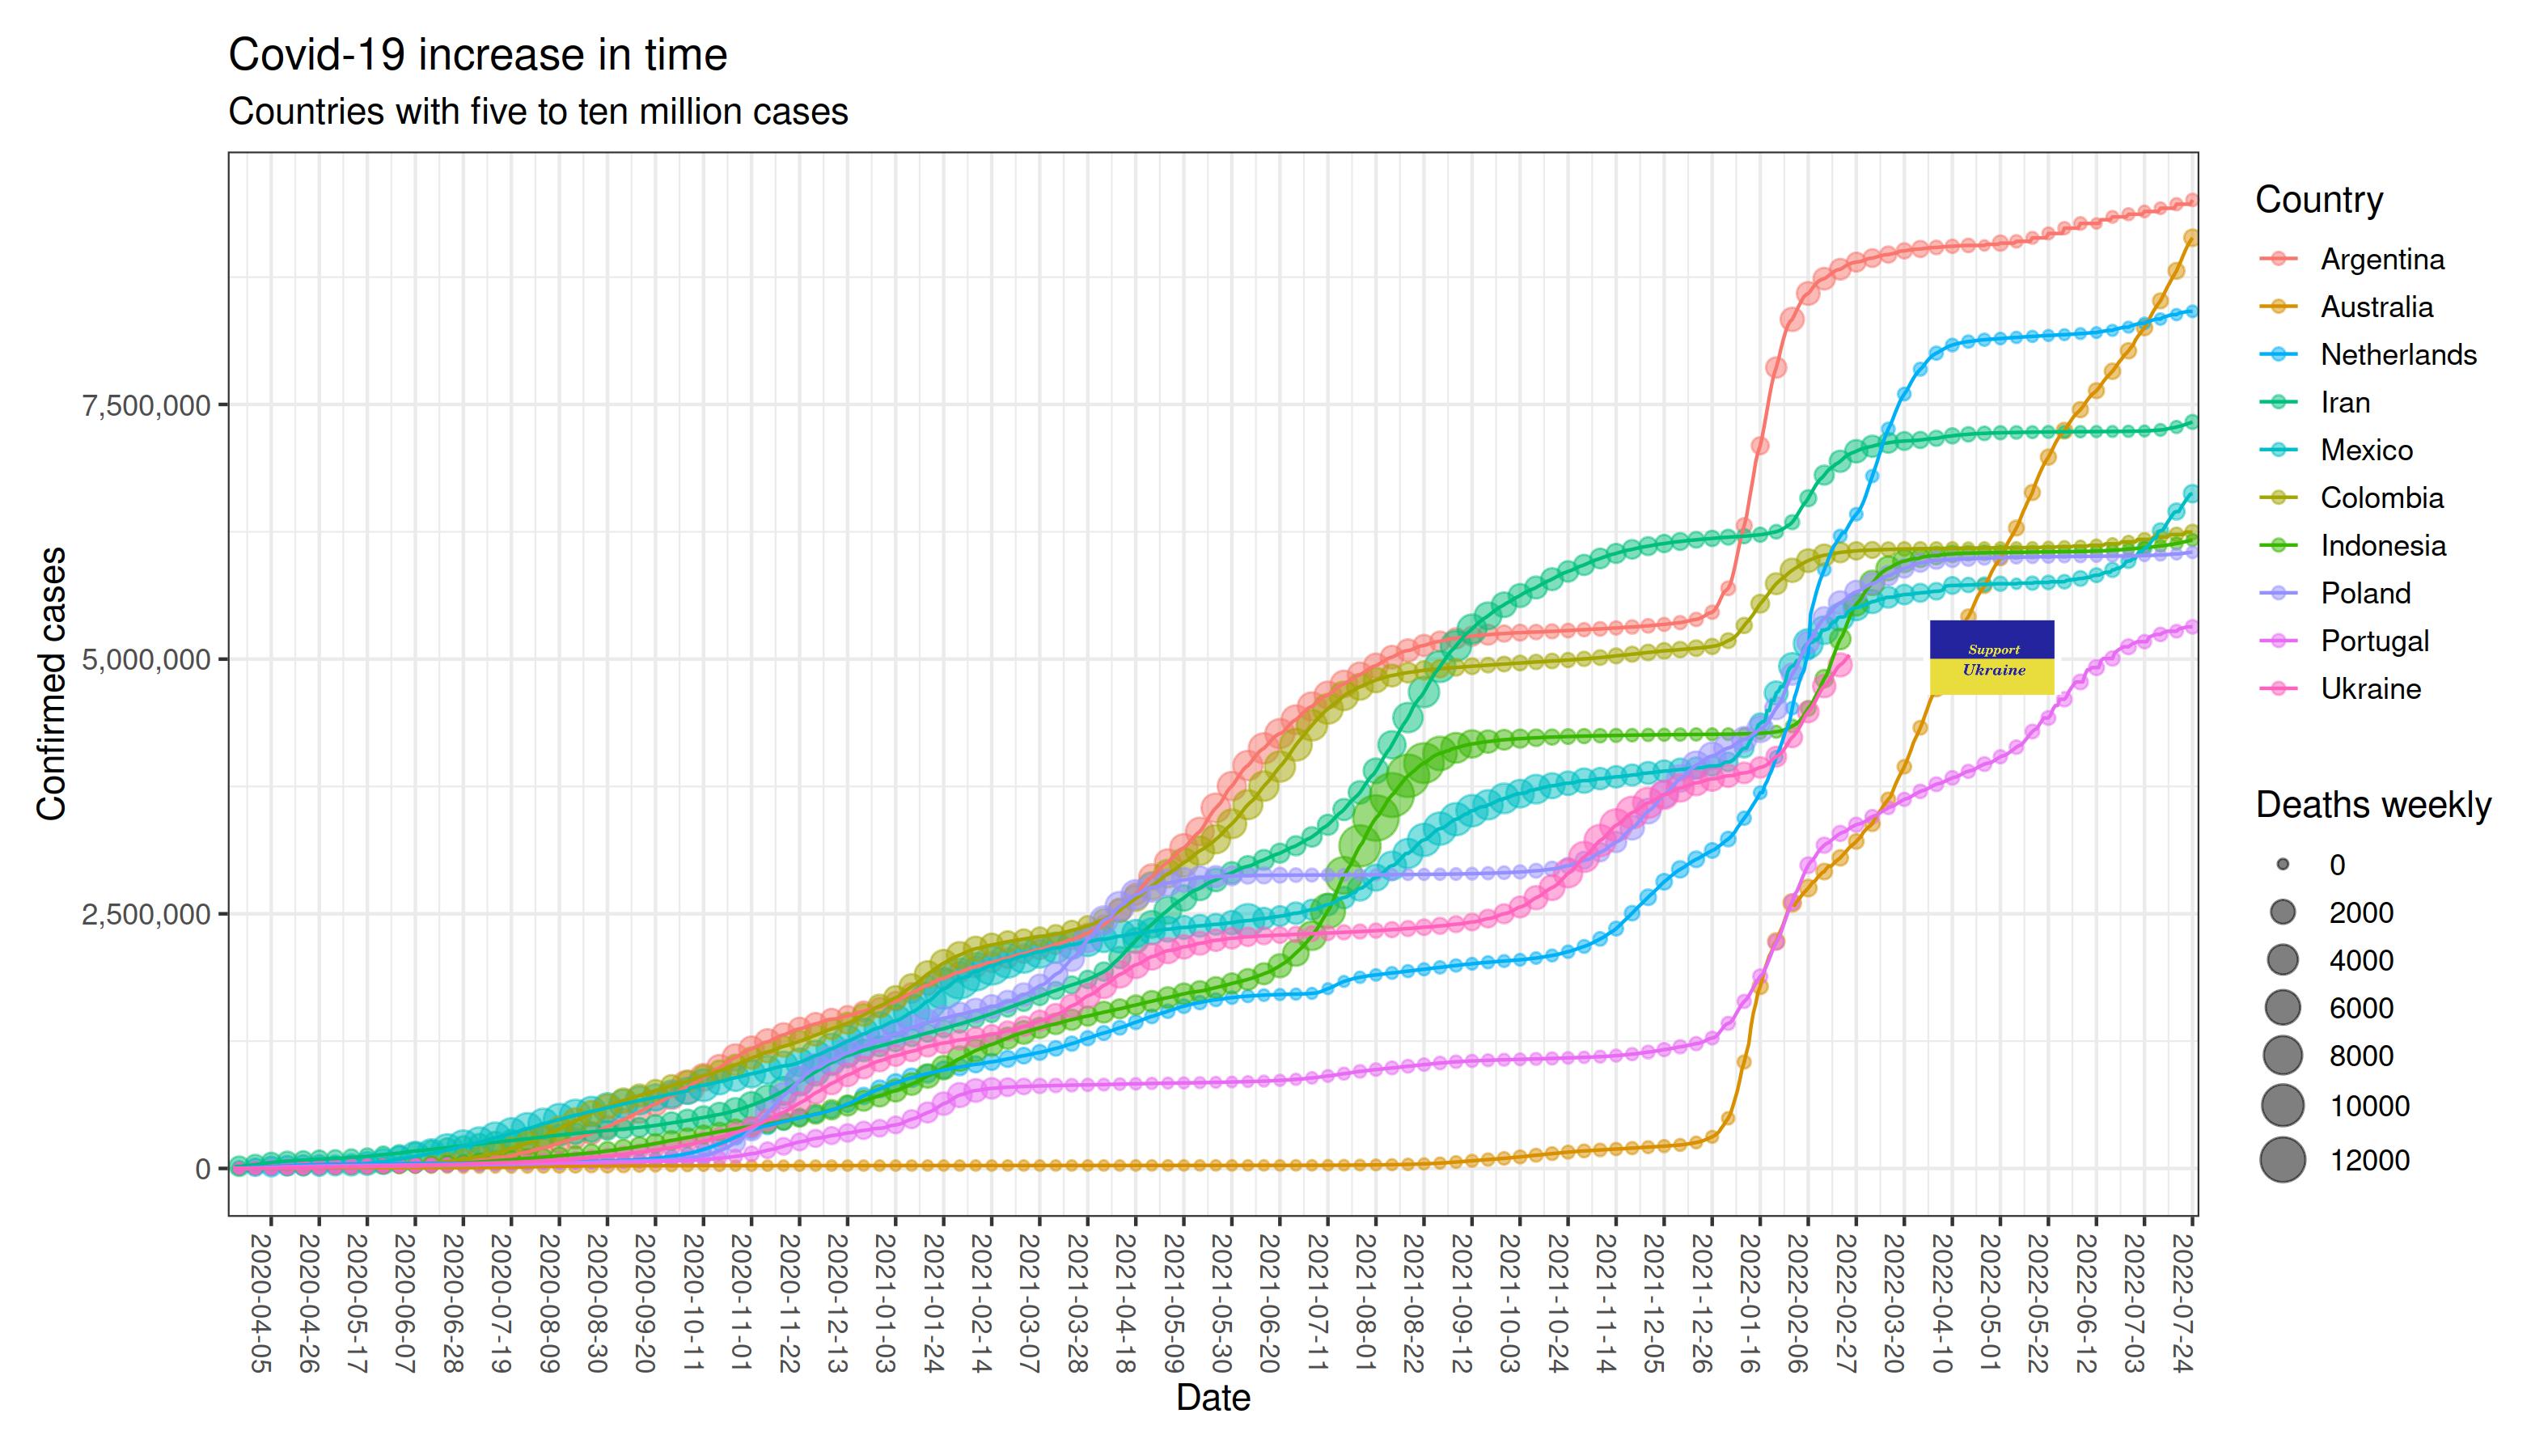 Covid-19 increase in time
Countries with five to ten million cases
Confirmed cases
7,500,000
5,000,000
2,500,000
0
Support
Ukraine
2020-04-05
2020-04-26
2020-05-17
2020-06-07
2020-06-28
2020-07-19
2020-08-09
2020-08-30
2020-09-20
2020-10-11
2020-11-01
2020-11-22
2020-12-13
2021-01-03
2021-01-24
2021-02-14
2021-03-07
2021-03-28
2021-04-18
2021-05-09
2021-05-30
2021-06-20
2021-07-11
2021-08-01
2021-08-22
2021-09-12
2021-10-03
2021-10-24
2021-11-14
2021-12-05
2021-12-26
2022-01-16
2022-02-06
2022-02-27
2022-03-20
2022-04-10
2022-05-01
2022-05-22
2022-06-12
2022-07-03
2022-07-24
Date
Country
Argentina
Australia
Netherlands
Iran
Mexico
Colombia
Indonesia
Poland
Portugal
Ukraine
Deaths weekly
0
2000
4000
6000
8000
10000
12000